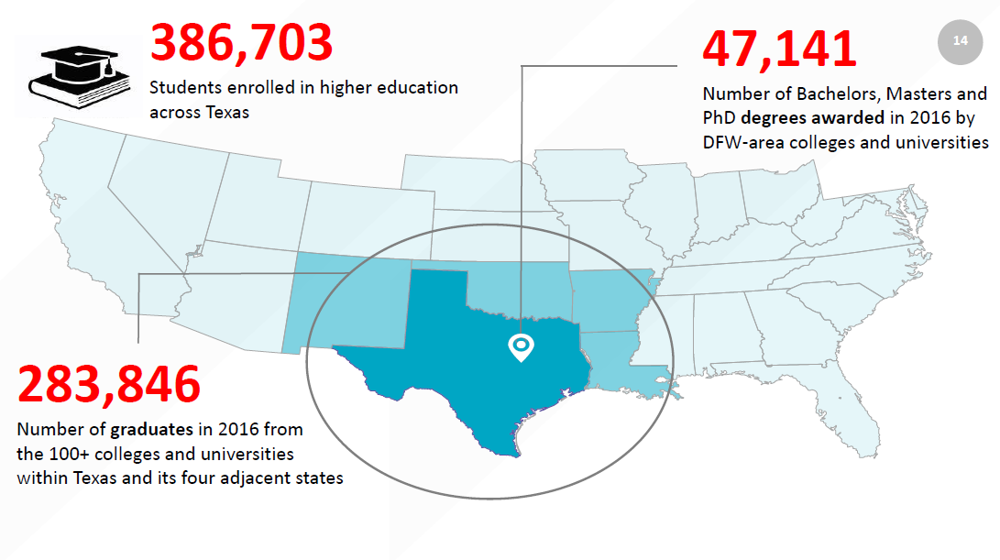 386,703
Students enrolled in higher education
across Texas
47,141
Number of Bachelors, Masters and
PhD degrees awarded in 2016 by
DFW-area colleges and universities
14
283,846
Number of graduates in 2016 from
the 100+ colleges and universities
within Texas and its four adjacent states